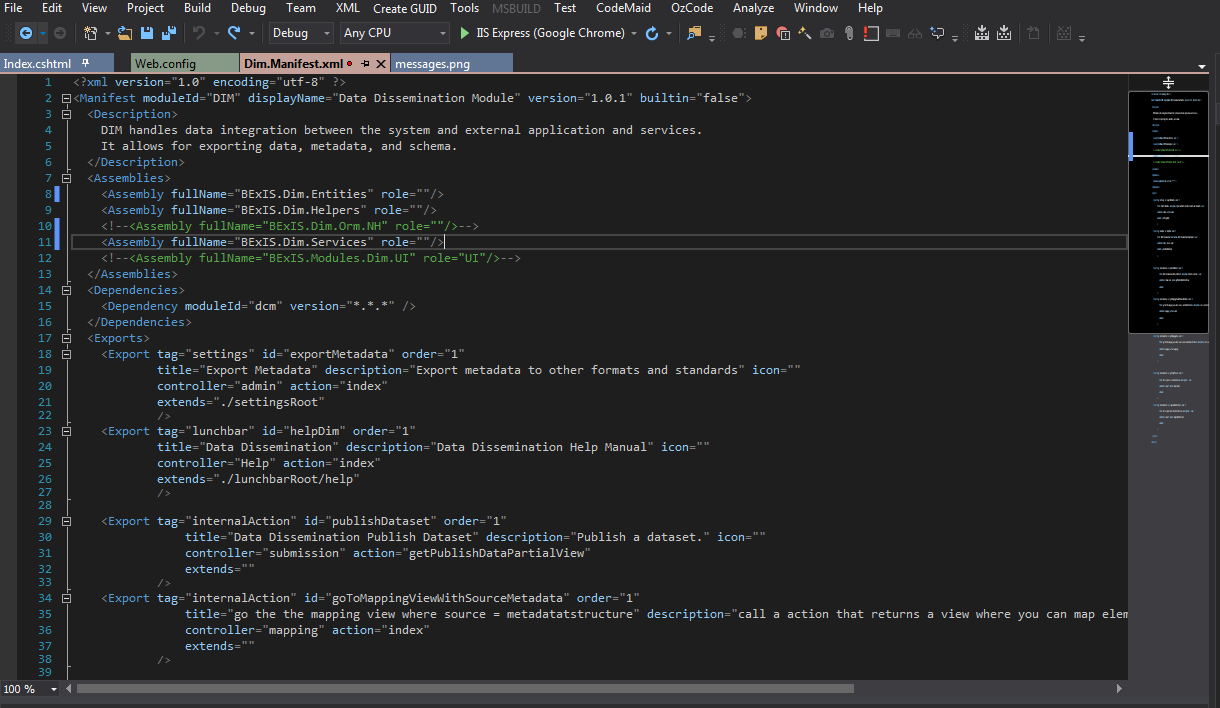 File Edit View Project Build Debug Team XML Create GUID Tools MSBUILD Test CodeMaid OzCode Analyze Window Help
Debug Any CPU IIS Express (Google Chrome)
Index.cshtml Web.config Dim.Manifest.xml messages.png
1 <?xml version="1.0" encoding="utf-8" ?>
2 <Manifest moduleId="DIM" displayName="Data Dissemination Module" version="1.0.1" builtin="false">
3 <Description>
4 DIM handles data integration between the system and external application and services.
5 It allows for exporting data, metadata, and schema.
6 </Description>
7 <Assemblies>
8 <Assembly fullName="BExIS.Dim.Entities" role=""/>
9 <Assembly fullName="BExIS.Dim.Helpers" role=""/>
10 <!--<Assembly fullName="BExIS.Dim.Orm.NH" role=""/>-->
11 <Assembly fullName="BExIS.Dim.Services" role=""/>
12 <!--<Assembly fullName="BExIS.Modules.Dim.UI" role="UI"/>-->
13 </Assemblies>
14 <Dependencies>
15 <Dependency moduleId="dcm" version="*.*.*" />
16 </Dependencies>
17 <Exports>
18 <Export tag="settings" id="exportMetadata" order="1"
19 title="Export Metadata" description="Export metadata to other formats and standards" icon=""
20 controller="admin" action="index"
21 extends="./settingsRoot"
22 />
23 <Export tag="lunchbar" id="helpDim" order="1"
24 title="Data Dissemination" description="Data Dissemination Help Manual" icon=""
25 controller="Help" action="index"
26 extends="./lunchbarRoot/help"
27 />
28
29 <Export tag="internalAction" id="publishDataset" order="1"
30 title="Data Dissemination Publish Dataset" description="Publish a dataset." icon=""
31 controller="submission" action="getPublishDataPartialView"
32 extends=""
33 />
34 <Export tag="internalAction" id="goToMappingViewWithSourceMetadata" order="1"
35 title="go the the mapping view where source = metadatatstructure" description="call a action that returns a view where you can map elem
36 controller="mapping" action="index"
37 extends=""
38 />
39
100 %